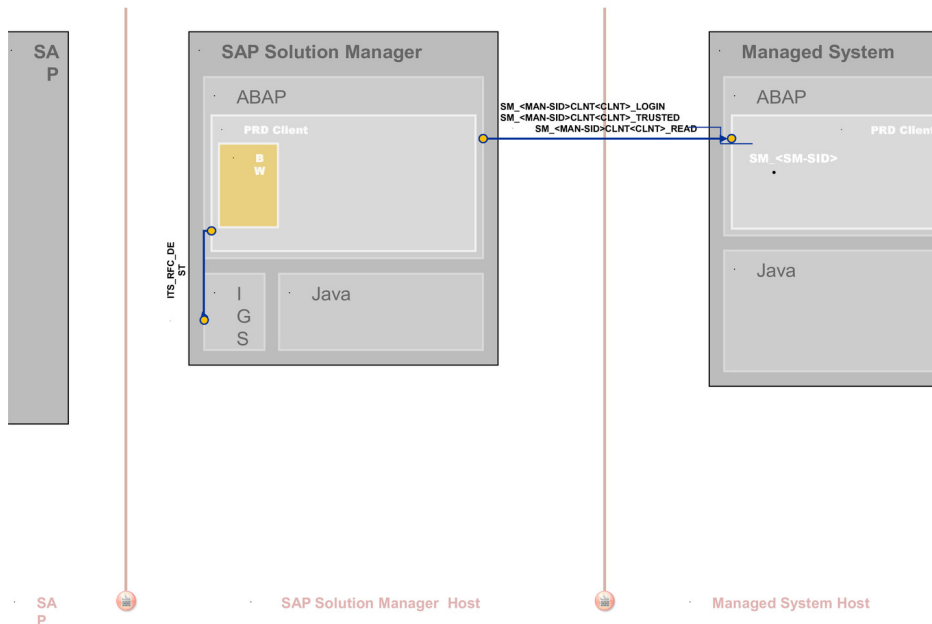 SA
P
SAP Solution Manager
Managed System
ABAP
ABAP
SM_<MAN-SID>CLNT<CLNT>_LOGIN
SM_<MAN-SID>CLNT<CLNT>_TRUSTED
SM_<MAN-SID>CLNT<CLNT>_READ
PRD Client
PRD Client
B
W
SM_<SM-SID>
ITS_RFC_DE
ST
I
G
S
Java
Java
SA
P
SAP Solution Manager Host
Managed System Host